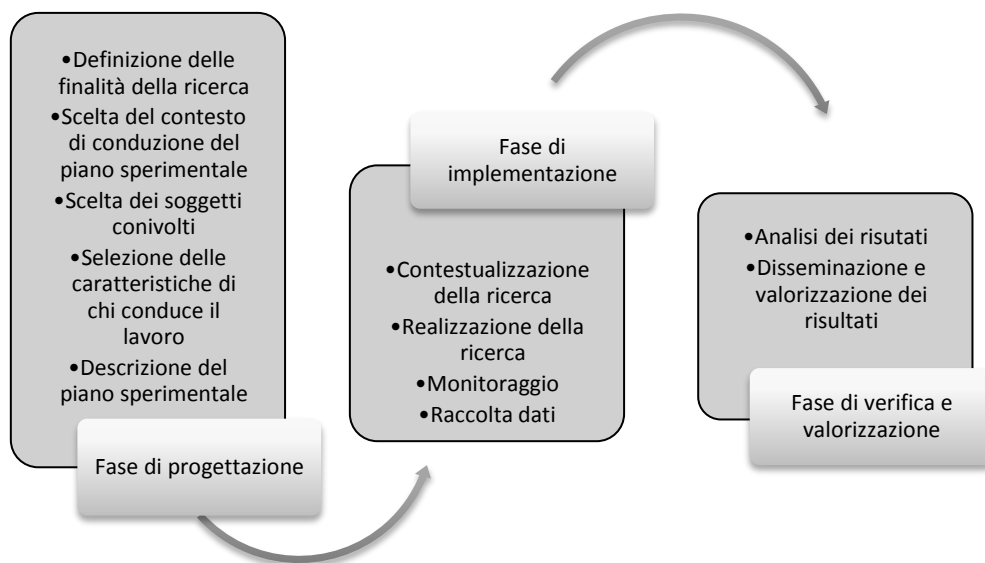 •Definizione delle
finalità della ricerca
•Scelta del contesto
di conduzione del
piano sperimentale
•Scelta dei soggetti
conivolti
•Selezione delle
caratteristiche di
chi conduce il
lavoro
•Descrizione del
piano sperimentale
Fase di progettazione
Fase di
implementazione
•Contestualizzazione
della ricerca
•Realizzazione della
ricerca
•Monitoraggio
•Raccolta dati
•Analisi dei risutati
•Disseminazione e
valorizzazione dei
risultati
Fase di verifica e
valorizzazione